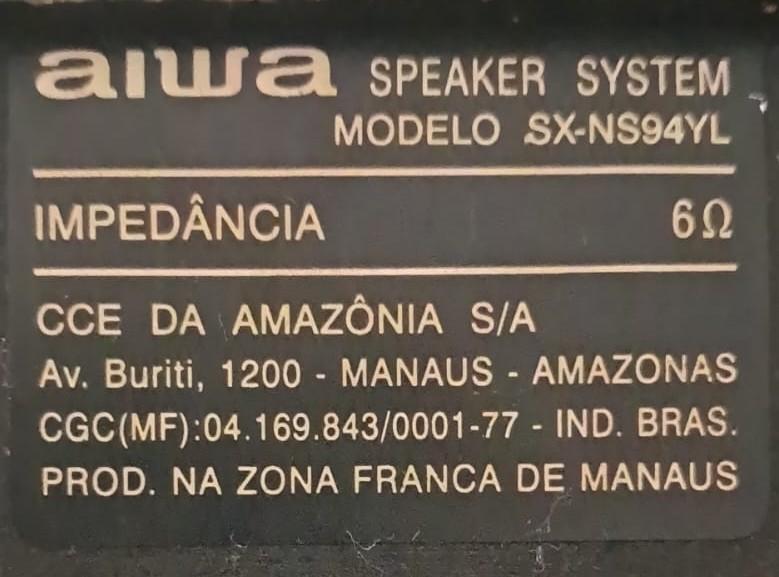 aiwa SPEAKER SYSTEM
MODELO SX-NS94YL
IMPEDÂNCIA 6Ω
CCE DA AMAZÔNIA S/A
Av. Buriti, 1200 - MANAUS - AMAZONAS
CGC(MF):04.169.843/0001-77 - IND. BRAS.
PROD. NA ZONA FRANCA DE MANAUS